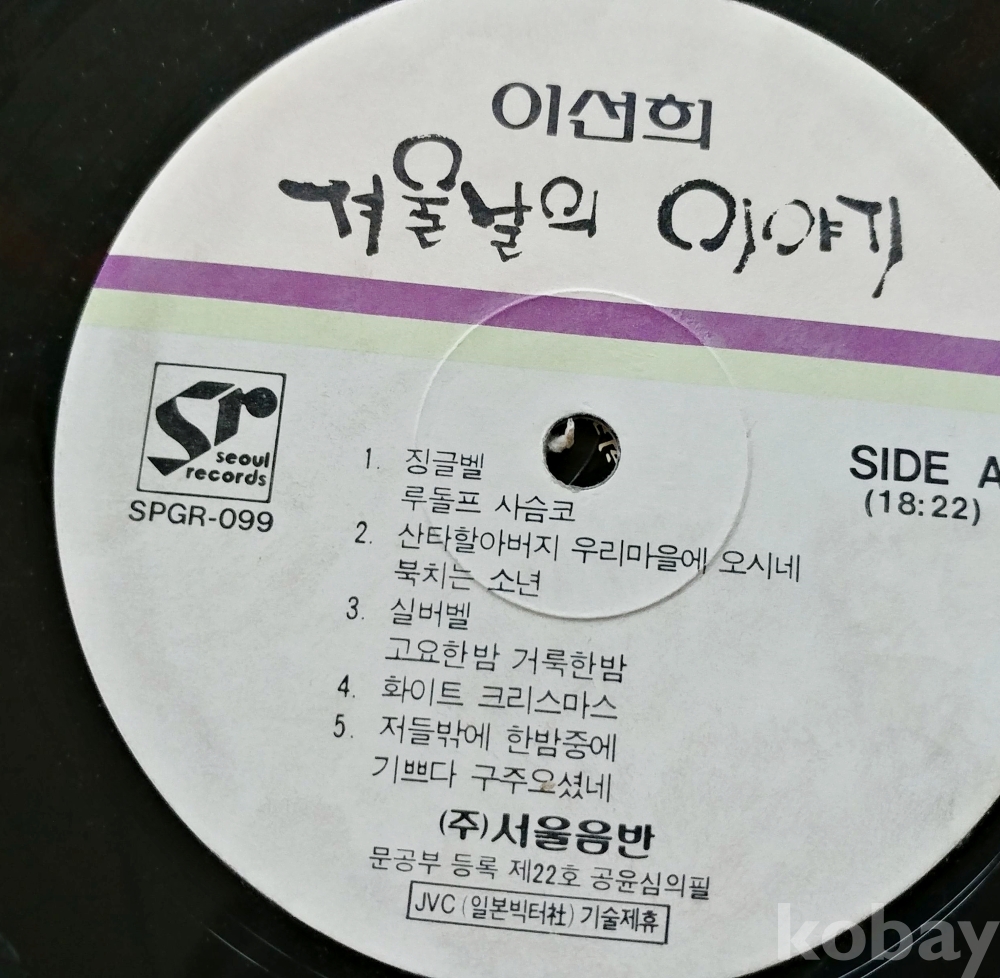 이선희
겨울날의 이야기
sr
seoul
records
SPGR-099
SIDE A
(18:22)
1. 징글벨
루돌프 사슴코
2. 산타할아버지 우리마을에 오시네
북치는 소년
3. 실버벨
고요한밤 거룩한밤
4. 화이트 크리스마스
5. 저들밖에 한밤중에
기쁘다 구주오셨네
(주)서울음반
문공부 등록 제22호 공윤심의필
JVC (일본빅터社) 기술제휴
kobay